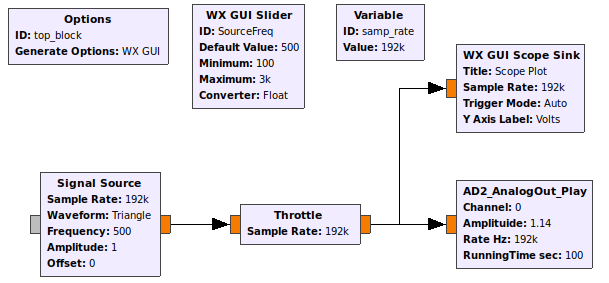 Options
ID: top_block
Generate Options: WX GUI
WX GUI Slider
ID: SourceFreq
Default Value: 500
Minimum: 100
Maximum: 3k
Converter: Float
Variable
ID: samp_rate
Value: 192k
WX GUI Scope Sink
Title: Scope Plot
Sample Rate: 192k
Trigger Mode: Auto
Y Axis Label: Volts
Signal Source
Sample Rate: 192k
Waveform: Triangle
Frequency: 500
Amplitude: 1
Offset: 0
Throttle
Sample Rate: 192k
AD2_AnalogOut_Play
Channel: 0
Amplituide: 1.14
Rate Hz: 192k
RunningTime sec: 100